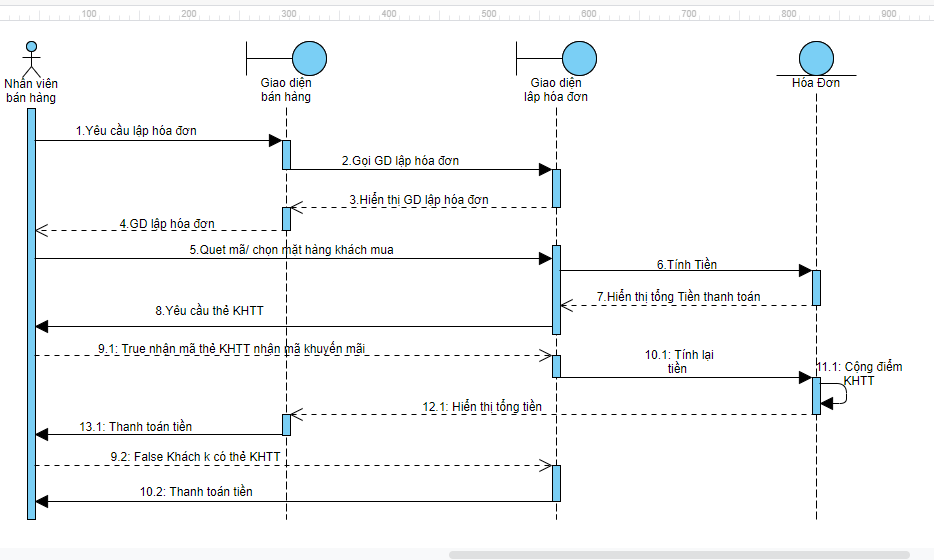 100 200 300 400 500 600 700 800 900
Nhân viên
bán hàng
Giao diện
bán hàng
Giao diện
lập hóa đơn
Hóa Đơn
1.Yêu cầu lập hóa đơn
2.Gọi GD lập hóa đơn
3.Hiển thị GD lập hóa đơn
4.GD lập hóa đơn
5.Quet mã/ chọn mặt hàng khách mua
6.Tính Tiền
7.Hiển thị tổng Tiền thanh toán
8.Yêu cầu thẻ KHTT
9.1: True nhận mã thẻ KHTT nhận mã khuyến mãi
10.1: Tính lại
tiền
11.1: Cộng điểm
KHTT
12.1: Hiển thị tổng tiền
13.1: Thanh toán tiền
9.2: False Khách k có thẻ KHTT
10.2: Thanh toán tiền